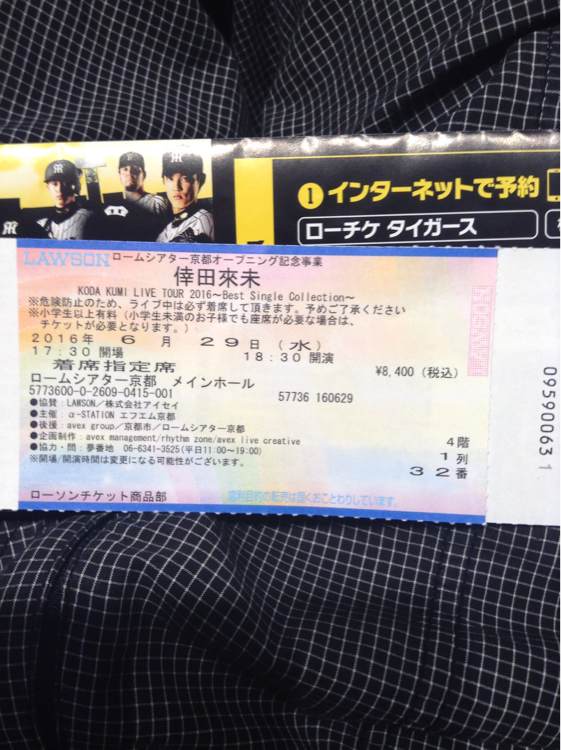 ①インターネットで予約
ローチケ タイガース
LAWSON ロームシアター京都オープニング記念事業
倖田來未
KODA KUMI LIVE TOUR 2016～Best Single Collection～
※危険防止のため、ライブ中は必ず着席して頂きます。予めご了承ください
※小学生以上有料（小学生未満のお子様でも座席が必要な場合は、
チケットが必要となります。）
2016年 6月 29日（水）
17:30 開場 18:30 開演
着席指定席 ¥8,400（税込）
ロームシアター京都 メインホール
5773600-0-2609-0415-001 57736 160629
●協賛：LAWSON／株式会社アイセイ
●主催：α-STATION エフエム京都
●後援：avex group／京都市／ロームシアター京都
●企画制作：avex management/rhythm zone/avex live creative
●協力・問：夢番地 06-6341-3525(平日11:00～19:00)
※開場/開演時間は変更になる可能性がございます。
4階
1列
32番
ローソンチケット商品部
営利目的の転売は固くおことわりしています。
09590063 1